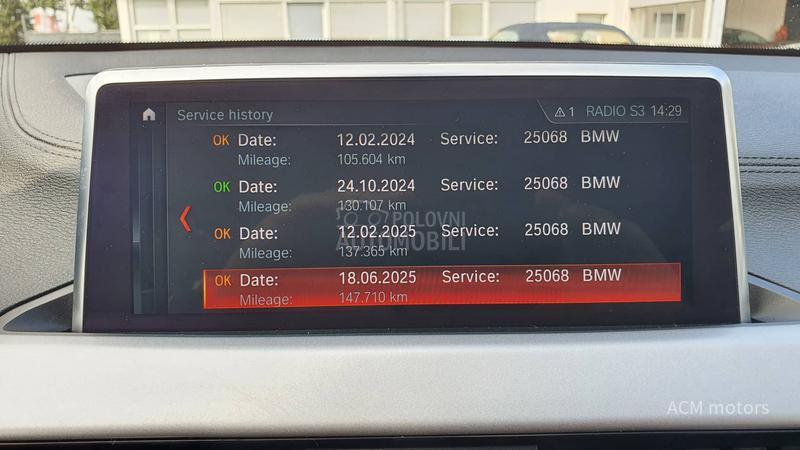 Service history
1 RADIO S3 14:29
OK Date: 12.02.2024 Service: 25068 BMW
Mileage: 105.604 km
OK Date: 24.10.2024 Service: 25068 BMW
Mileage: 130.107 km
POLOVNI
AUTOMOBILI
OK Date: 12.02.2025 Service: 25068 BMW
Mileage: 137.365 km
OK Date: 18.06.2025 Service: 25068 BMW
Mileage: 147.710 km
ACM motors